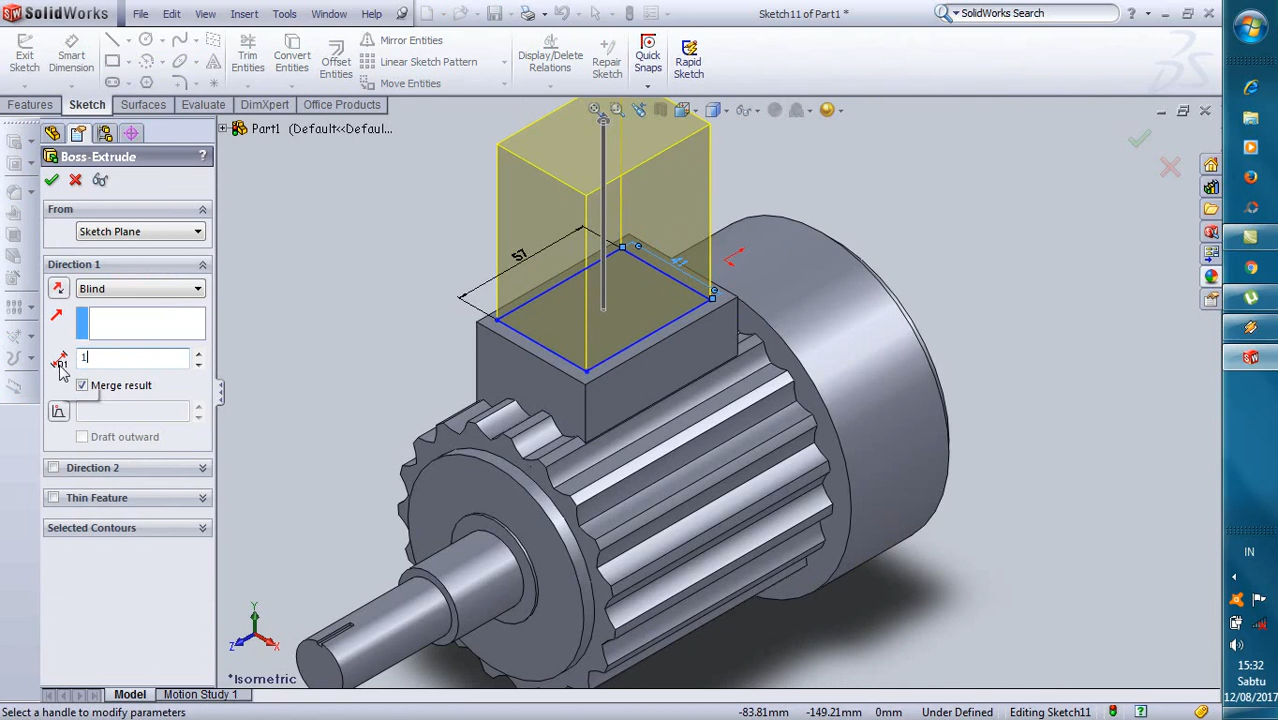 SolidWorks File Edit View Insert Tools Window Help Sketch11 of Part1 * SolidWorks Search ?
Exit Sketch Smart Dimension Trim Entities Convert Entities Offset Entities Mirror Entities Linear Sketch Pattern Move Entities Display/Delete Relations Repair Sketch Quick Snaps Rapid Sketch
Features Sketch Surfaces Evaluate DimXpert Office Products
Part1 (Default<<Defaul...
Boss-Extrude ?
From
Sketch Plane
Direction 1
Blind
1
Merge result
Draft outward
Direction 2
Thin Feature
Selected Contours
57
Y
Z X
*Isometric
Model Motion Study 1
Select a handle to modify parameters -83.81mm -149.21mm 0mm Under Defined Editing Sketch11
IN
15:32
Sabtu
12/08/2017